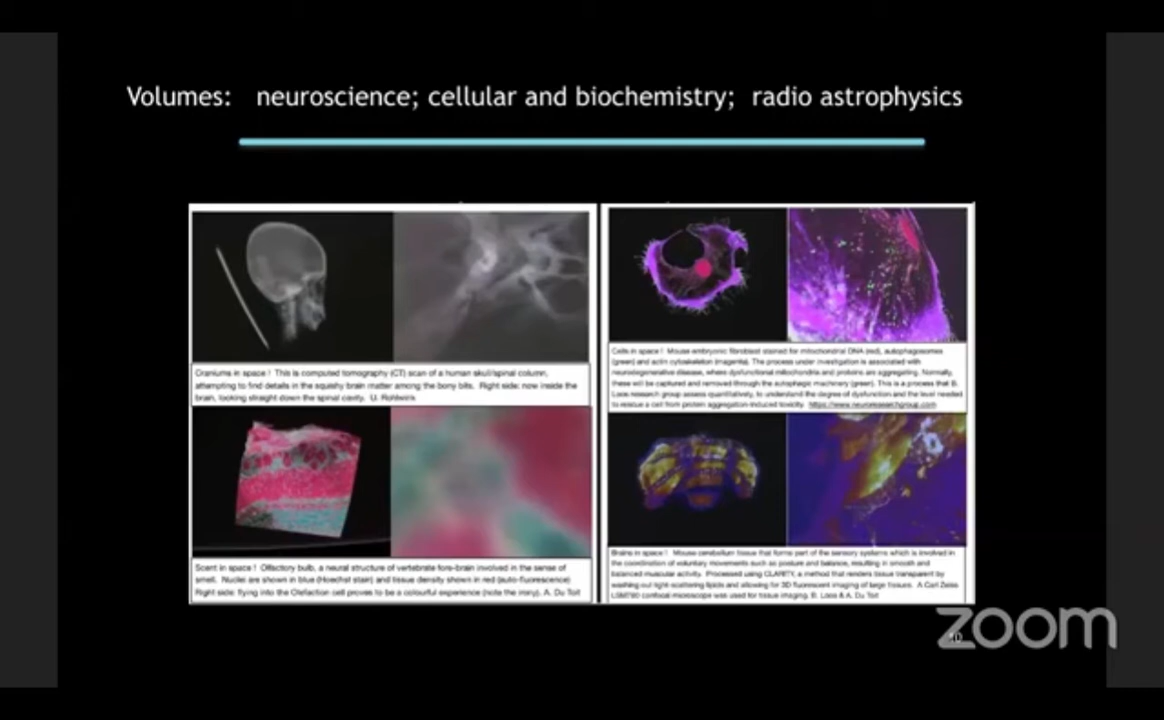 Volumes: neuroscience; cellular and biochemistry; radio astrophysics
Craniums in space ! This is computed tomography (CT) scan of a human skull/spinal column,
attempting to find details in the squishy brain matter among the bony bits. Right side: now inside the
brain, looking straight down the spinal cavity. U. Rohlwink
Scent in space ! Olfactory bulb, a neural structure of vertebrate fore-brain involved in the sense of
smell. Nuclei are shown in blue (Hoechst stain) and tissue density shown in red (auto-fluorescence)
Right side: flying into the Olefaction cell proves to be a colourful experience (note the irony). A. Du Toit
Cells in space ! Mouse embryonic fibroblast stained for mitochondrial DNA (red), autophagosomes
(green) and actin cytoskeleton (magenta). The process under investigation is associated with
neurodegenerative disease, where dysfunctional mitochondria and proteins are aggregating. Normally,
these will be captured and removed through the autophagic machinery (green). This is a process that B.
Loos research group assess quantitatively, to understand the degree of dysfunction and the level needed
to rescue a cell from protein aggregation-induced toxicity. https://www.neuroresearchgroup.com
Brains in space ! Mouse cerebellum tissue that forms part of the sensory systems which is involved in
the coordination of voluntary movements such as posture and balance, resulting in smooth and
balanced muscular activity. Processed using CLARITY, a method that renders tissue transparent by
washing out light-scattering lipids and allowing for 3D fluorescent imaging of large tissues. A Carl Zeiss
LSM780 confocal microscope was used for tissue imaging. B. Loos & A. Du Toit
zoom